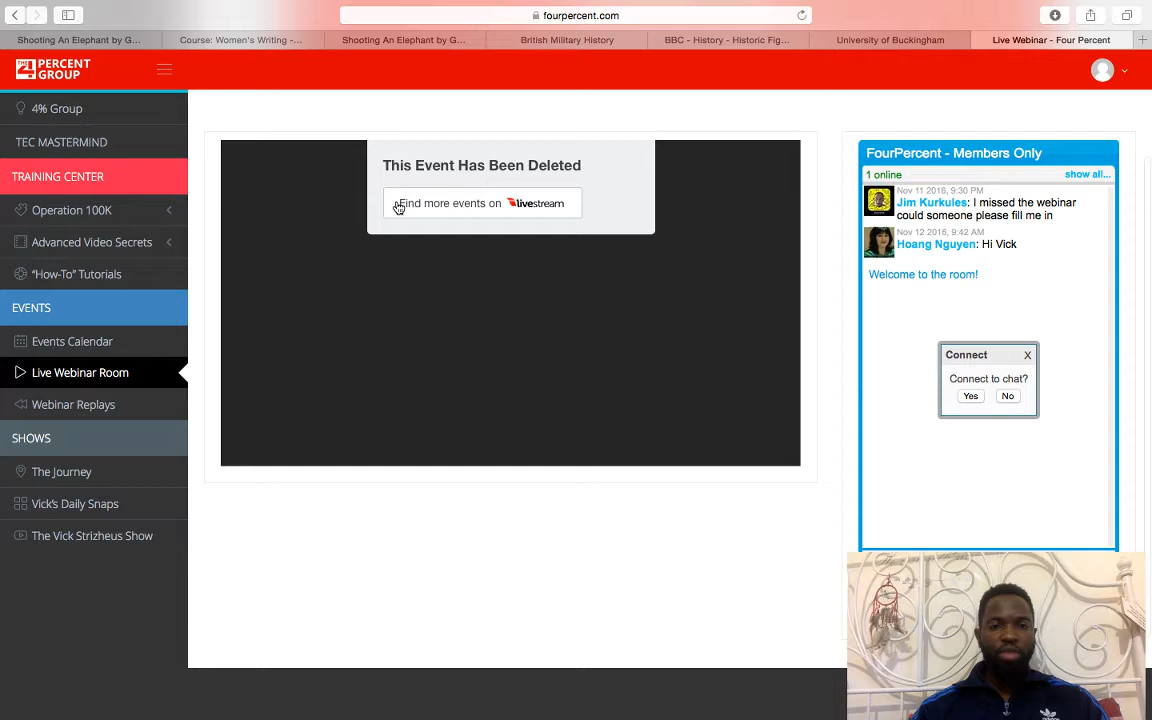 fourpercent.com
Shooting An Elephant by G...
Course: Women's Writing -...
Shooting An Elephant by G...
British Military History
BBC - History - Historic Fig...
University of Buckingham
Live Webinar - Four Percent
THE 4 PERCENT
GROUP
4% Group
TEC MASTERMIND
TRAINING CENTER
Operation 100K
Advanced Video Secrets
“How-To” Tutorials
EVENTS
Events Calendar
Live Webinar Room
Webinar Replays
SHOWS
The Journey
Vick's Daily Snaps
The Vick Strizheus Show
This Event Has Been Deleted
Find more events on livestream
FourPercent - Members Only
1 online show all...
Nov 11 2016, 9:30 PM
Jim Kurkules: I missed the webinar
could someone please fill me in
Nov 12 2016, 9:42 AM
Hoang Nguyen: Hi Vick
Welcome to the room!
Connect X
Connect to chat?
Yes No